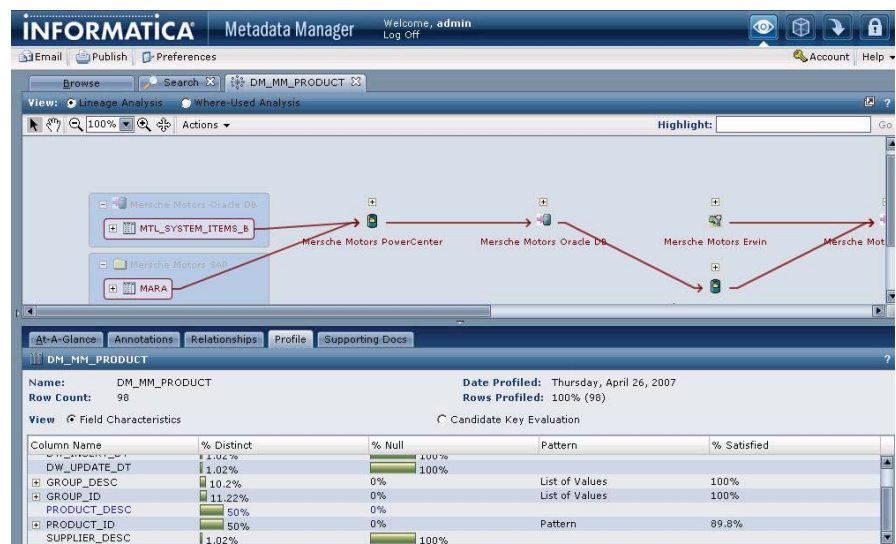 INFORMATICA Metadata Manager Welcome, admin
Log Off
Email Publish Preferences Account Help
Browse Search DM_MM_PRODUCT
View: Lineage Analysis Where-Used Analysis ?
100% Actions Highlight: Go
Mersche Motors Oracle DB
MTL_SYSTEM_ITEMS_B
Mersche Motors PowerCenter Mersche Motors Oracle DB Mersche Motors Erwin Mersche Mot
Mersche Motors SAP
MARA
At-A-Glance Annotations Relationships Profile Supporting Docs
DM_MM_PRODUCT ?
Name: DM_MM_PRODUCT Date Profiled: Thursday, April 26, 2007
Row Count: 98 Rows Profiled: 100% (98)
View Field Characteristics Candidate Key Evaluation
Column Name % Distinct % Null Pattern % Satisfied
DW_INSERT_DT 1.02% 100%
DW_UPDATE_DT 1.02% 100%
GROUP_DESC 10.2% 0% List of Values 100%
GROUP_ID 11.22% 0% List of Values 100%
PRODUCT_DESC 50% 0%
PRODUCT_ID 50% 0% Pattern 89.8%
SUPPLIER_DESC 1.02% 100%